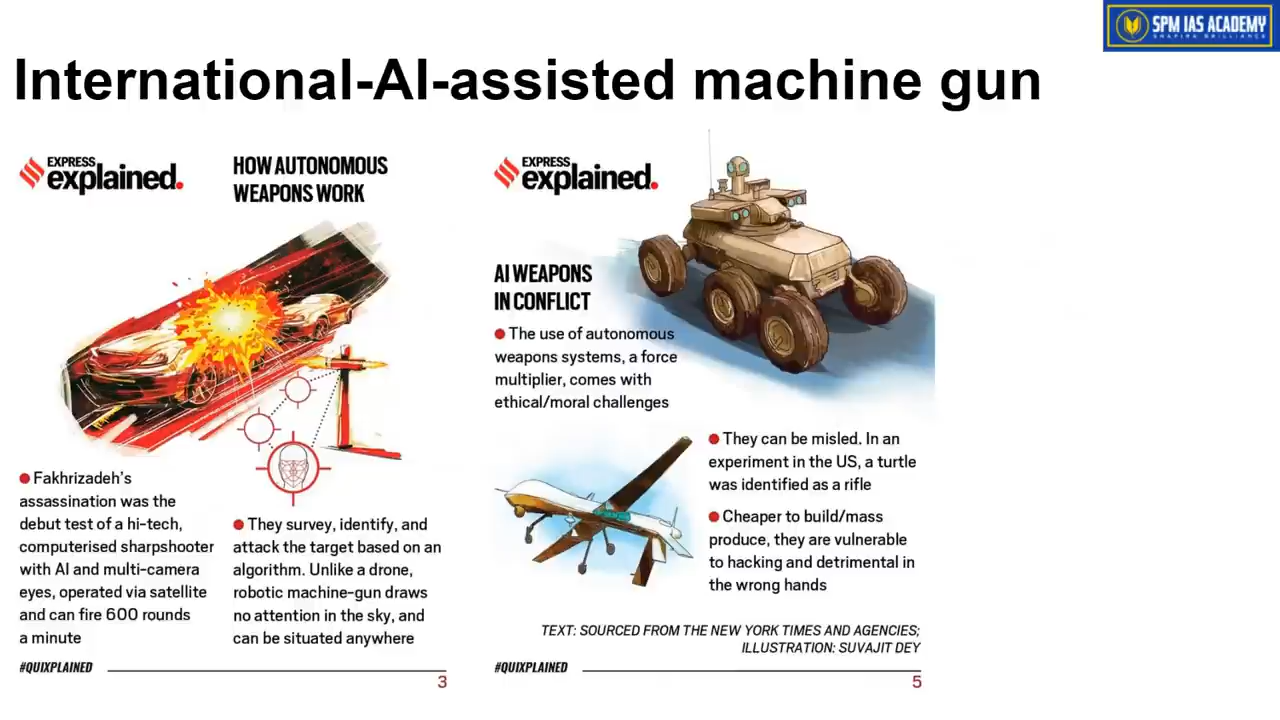 SPM IAS ACADEMY
SHAPING BRILLIANCE
International-AI-assisted machine gun
EXPRESS
explained.
HOW AUTONOMOUS
WEAPONS WORK
Fakhrizadeh's
assassination was the
debut test of a hi-tech,
computerised sharpshooter
with AI and multi-camera
eyes, operated via satellite
and can fire 600 rounds
a minute
They survey, identify, and
attack the target based on an
algorithm. Unlike a drone,
robotic machine-gun draws
no attention in the sky, and
can be situated anywhere
#QUIXPLAINED
3
EXPRESS
explained.
AI WEAPONS
IN CONFLICT
The use of autonomous
weapons systems, a force
multiplier, comes with
ethical/moral challenges
They can be misled. In an
experiment in the US, a turtle
was identified as a rifle
Cheaper to build/mass
produce, they are vulnerable
to hacking and detrimental in
the wrong hands
TEXT: SOURCED FROM THE NEW YORK TIMES AND AGENCIES;
ILLUSTRATION: SUVAJIT DEY
#QUIXPLAINED
5